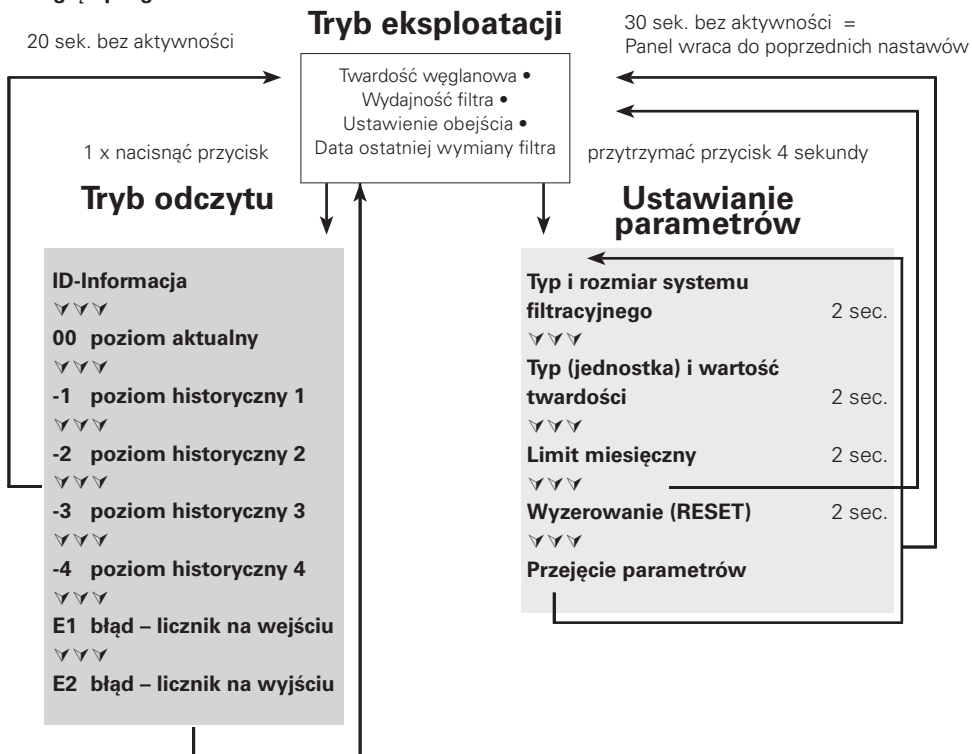 Tryb eksploatacji
20 sek. bez aktywności
30 sek. bez aktywności =
Panel wraca do poprzednich nastawów
Twardość węglanowa •
Wydajność filtra •
Ustawienie obejścia •
Data ostatniej wymiany filtra
1 x nacisnąć przycisk
przytrzymać przycisk 4 sekundy
Tryb odczytu
ID-Informacja
00 poziom aktualny
-1 poziom historyczny 1
-2 poziom historyczny 2
-3 poziom historyczny 3
-4 poziom historyczny 4
E1 błąd – licznik na wejściu
E2 błąd – licznik na wyjściu
Ustawianie
parametrów
Typ i rozmiar systemu
filtracyjnego 2 sec.
Typ (jednostka) i wartość
twardości 2 sec.
Limit miesięczny 2 sec.
Wyzerowanie (RESET) 2 sec.
Przejęcie parametrów